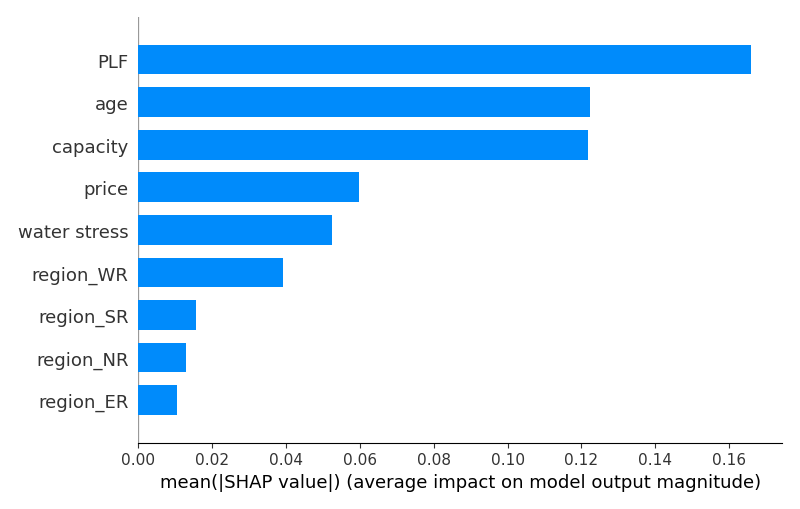 PLF
age
capacity
price
water stress
region_WR
region_SR
region_NR
region_ER
0.00 0.02 0.04 0.06 0.08 0.10 0.12 0.14 0.16
mean(|SHAP value|) (average impact on model output magnitude)